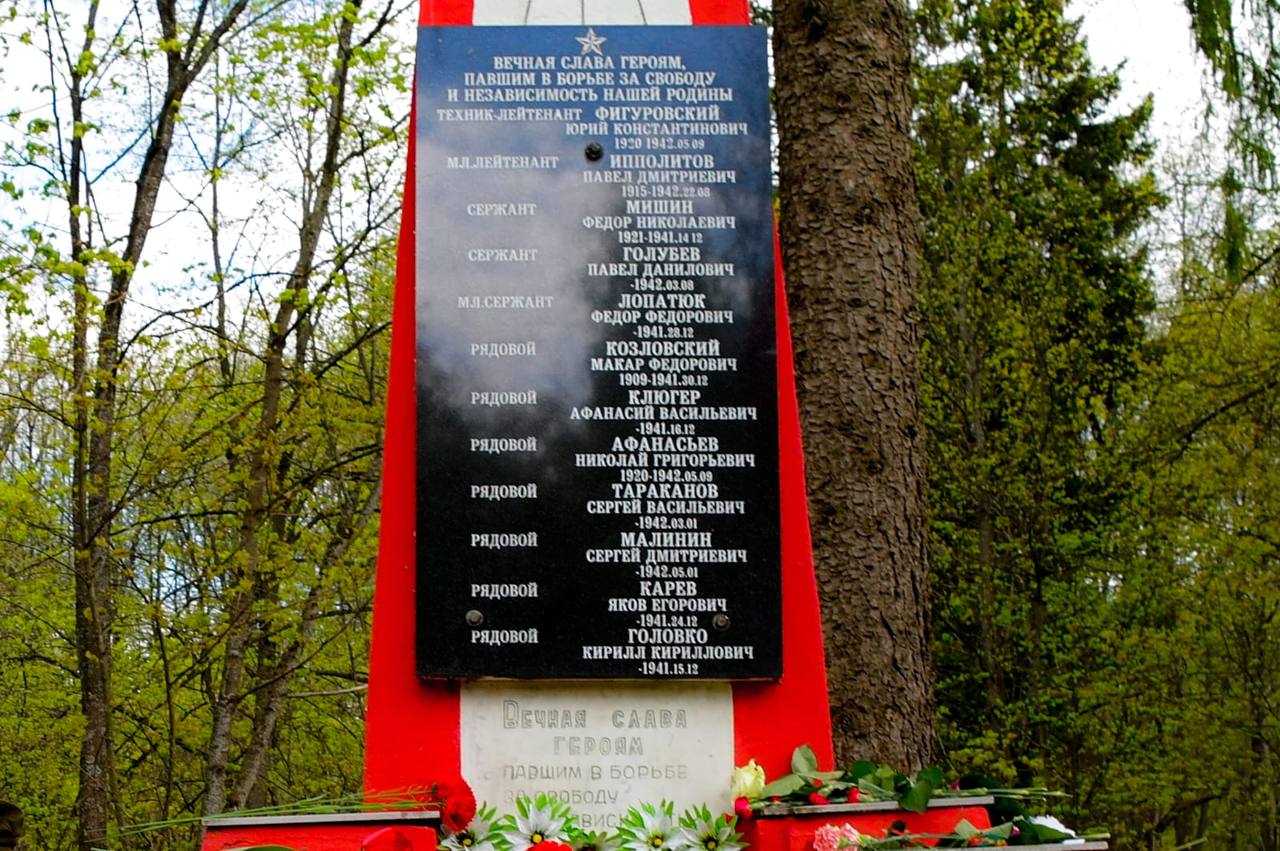 ВЕЧНАЯ СЛАВА ГЕРОЯМ,
ПАВШИМ В БОРЬБЕ ЗА СВОБОДУ
И НЕЗАВИСИМОСТЬ НАШЕЙ РОДИНЫ
ТЕХНИК-ЛЕЙТЕНАНТ ФИГУРОВСКИЙ
ЮРИЙ КОНСТАНТИНОВИЧ
1920 1942.05.09
МЛ.ЛЕЙТЕНАНТ ИППОЛИТОВ
ПАВЕЛ ДМИТРИЕВИЧ
1915-1942.22.08
СЕРЖАНТ МИШИН
ФЕДОР НИКОЛАЕВИЧ
1921-1941.14 12
СЕРЖАНТ ГОЛУБЕВ
ПАВЕЛ ДАНИЛОВИЧ
-1942.03.08
МЛ.СЕРЖАНТ ЛОПАТЮК
ФЕДОР ФЕДОРОВИЧ
-1941.28.12
РЯДОВОЙ КОЗЛОВСКИЙ
МАКАР ФЕДОРОВИЧ
1909-1941.30.12
РЯДОВОЙ КЛЮГЕР
АФАНАСИЙ ВАСИЛЬЕВИЧ
-1941.16.12
РЯДОВОЙ АФАНАСЬЕВ
НИКОЛАЙ ГРИГОРЬЕВИЧ
1920-1942.05.09
РЯДОВОЙ ТАРАКАНОВ
СЕРГЕЙ ВАСИЛЬЕВИЧ
-1942.03.01
РЯДОВОЙ МАЛИНИН
СЕРГЕЙ ДМИТРИЕВИЧ
-1942.05.01
РЯДОВОЙ КАРЕВ
ЯКОВ ЕГОРОВИЧ
-1941.24.12
РЯДОВОЙ ГОЛОВКО
КИРИЛЛ КИРИЛЛОВИЧ
-1941.15.12
ВЕЧНАЯ СЛАВА
ГЕРОЯМ
ПАВШИМ В БОРЬБЕ
ЗА СВОБОДУ